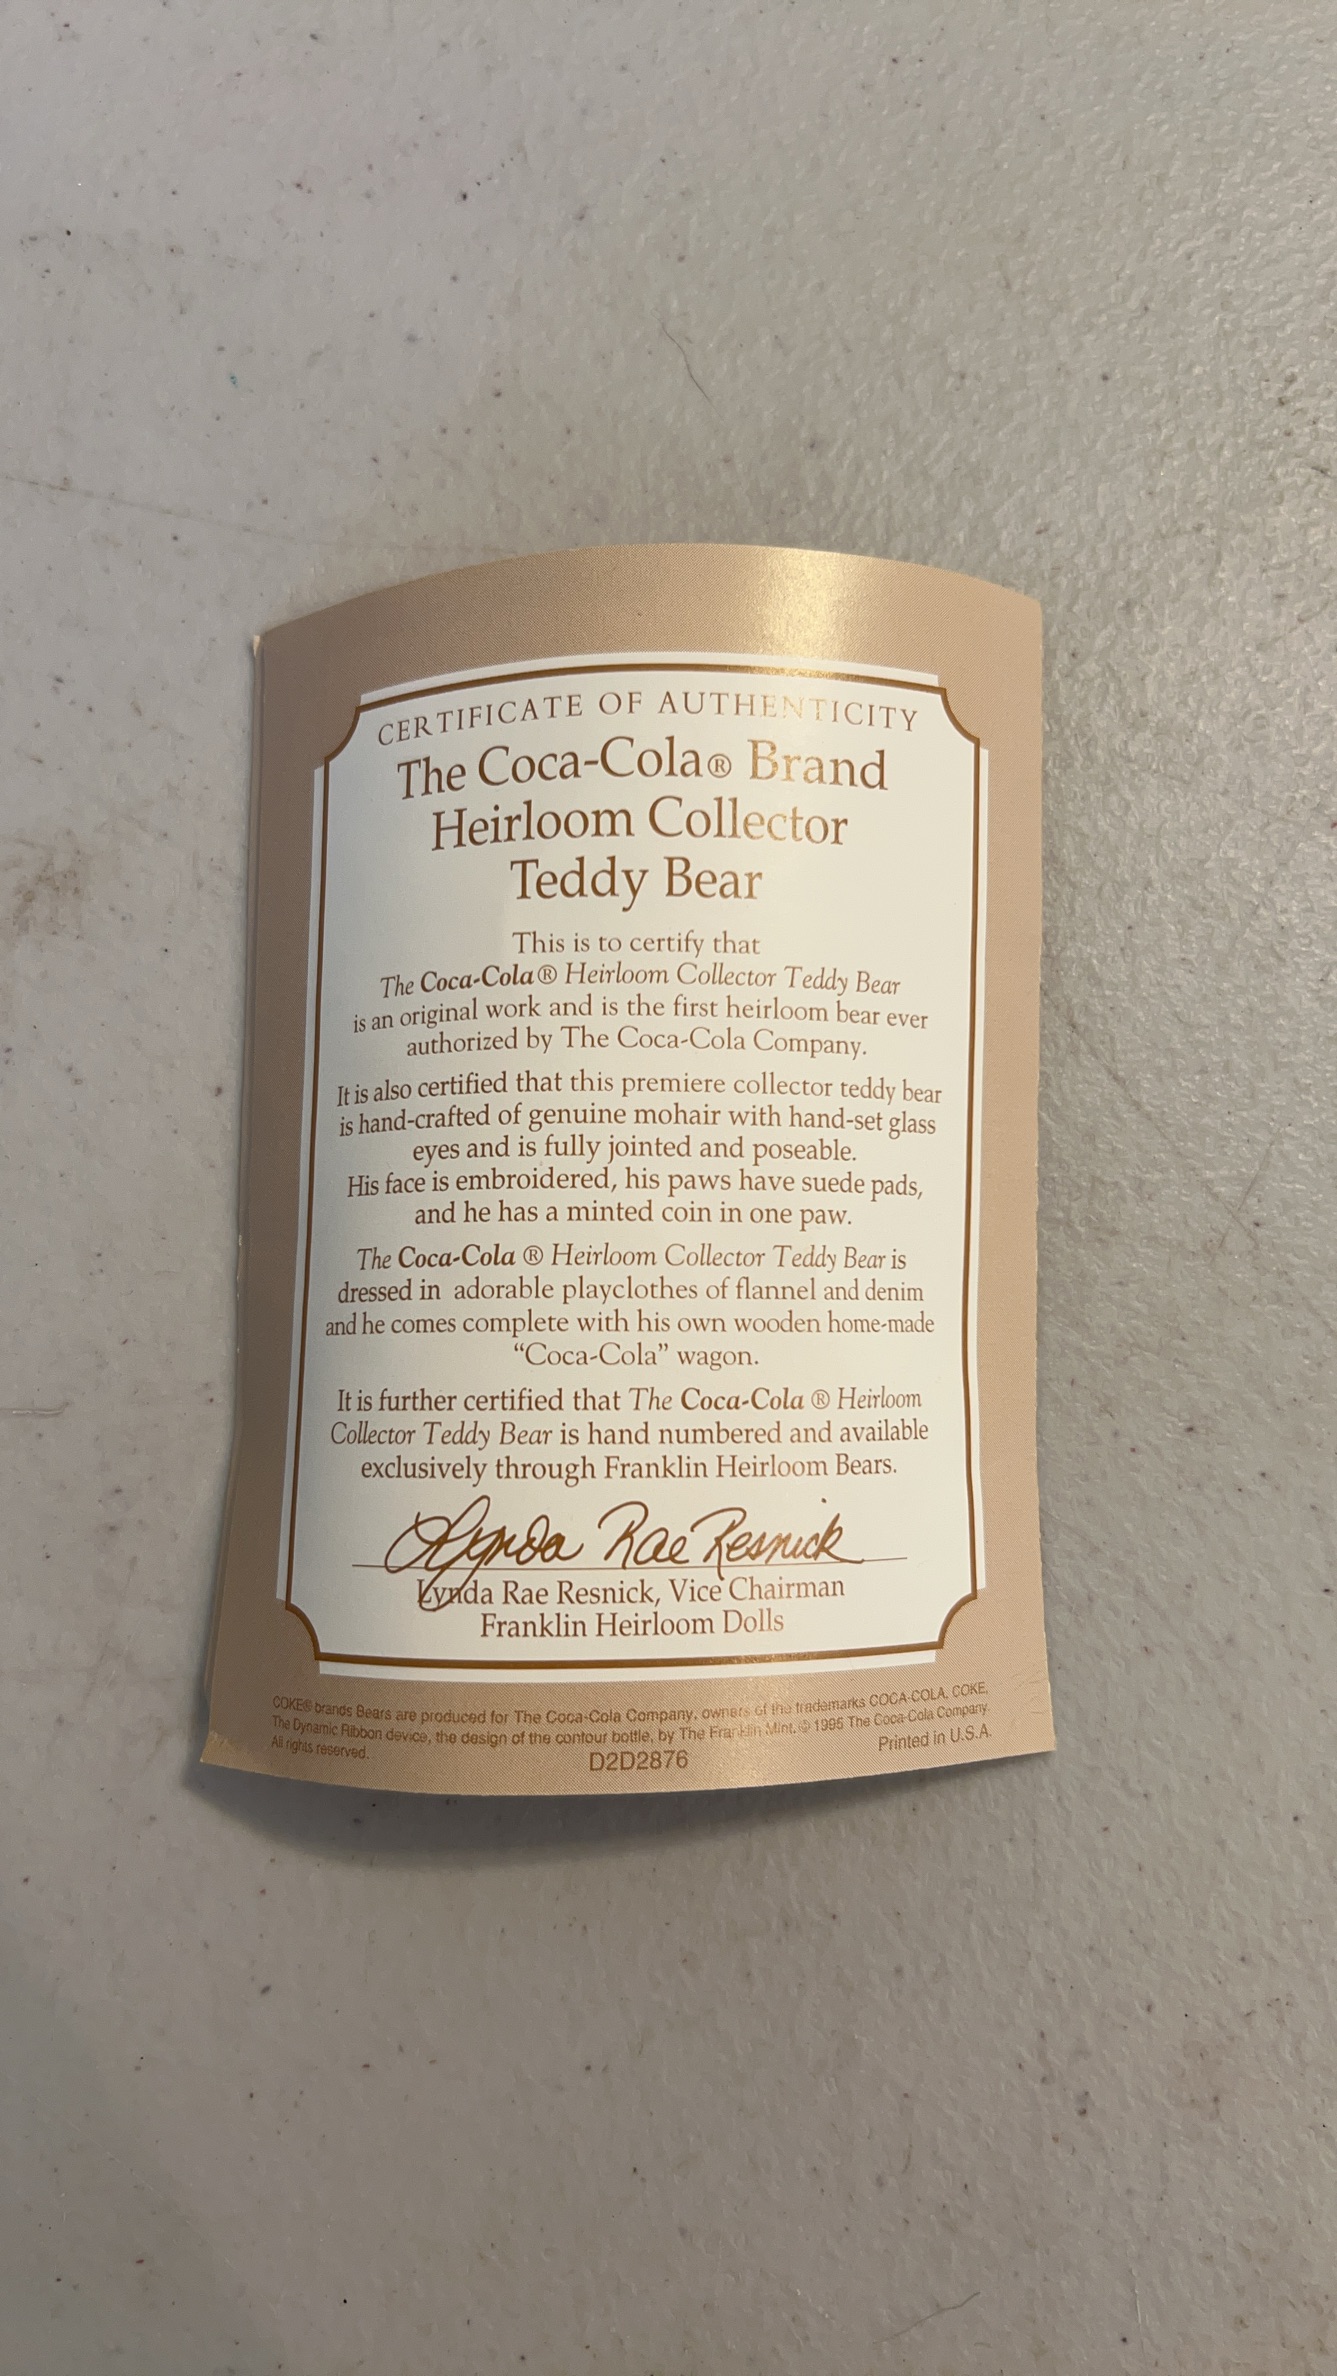 CERTIFICATE OF AUTHENTICITY
The Coca-Cola® Brand
Heirloom Collector
Teddy Bear
This is to certify that
The Coca-Cola® Heirloom Collector Teddy Bear
is an original work and is the first heirloom bear ever
authorized by The Coca-Cola Company.
It is also certified that this premiere collector teddy bear
is hand-crafted of genuine mohair with hand-set glass
eyes and is fully jointed and poseable.
His face is embroidered, his paws have suede pads,
and he has a minted coin in one paw.
The Coca-Cola ® Heirloom Collector Teddy Bear is
dressed in adorable playclothes of flannel and denim
and he comes complete with his own wooden home-made
“Coca-Cola” wagon.
It is further certified that The Coca-Cola ® Heirloom
Collector Teddy Bear is hand numbered and available
exclusively through Franklin Heirloom Bears.
Lynda Rae Resnick
Lynda Rae Resnick, Vice Chairman
Franklin Heirloom Dolls
COKE® brands Bears are produced for The Coca-Cola Company, owners of the trademarks COCA-COLA, COKE,
The Dynamic Ribbon device, the design of the contour bottle, by The Franklin Mint. © 1995 The Coca-Cola Company.
All rights reserved.
D2D2876
Printed in U.S.A.